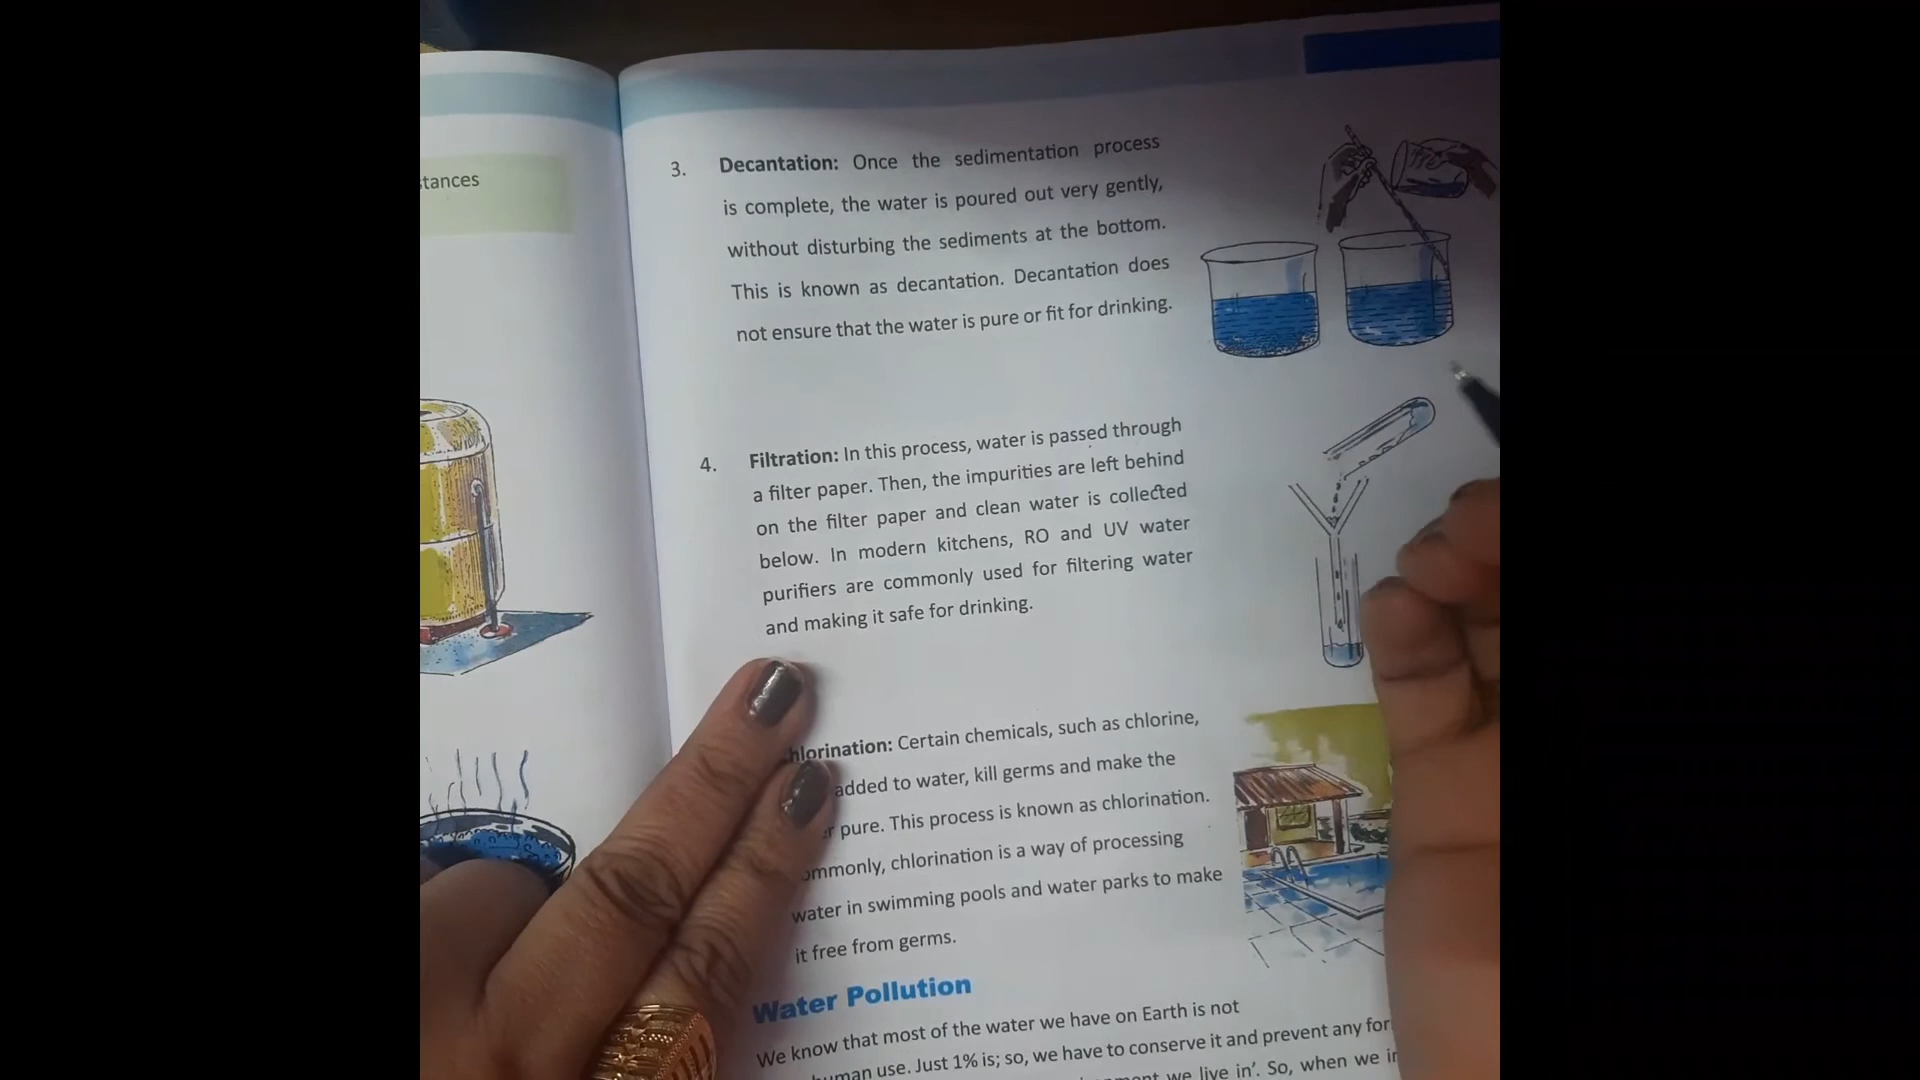 tances
3. Decantation: Once the sedimentation process
is complete, the water is poured out very gently,
without disturbing the sediments at the bottom.
This is known as decantation. Decantation does
not ensure that the water is pure or fit for drinking.
4. Filtration: In this process, water is passed through
a filter paper. Then, the impurities are left behind
on the filter paper and clean water is collected
below. In modern kitchens, RO and UV water
purifiers are commonly used for filtering water
and making it safe for drinking.
hlorination: Certain chemicals, such as chlorine,
added to water, kill germs and make the
r pure. This process is known as chlorination.
ommonly, chlorination is a way of processing
water in swimming pools and water parks to make
it free from germs.
Water Pollution
We know that most of the water we have on Earth is not
human use. Just 1% is; so, we have to conserve it and prevent any for
we live in'. So, when we